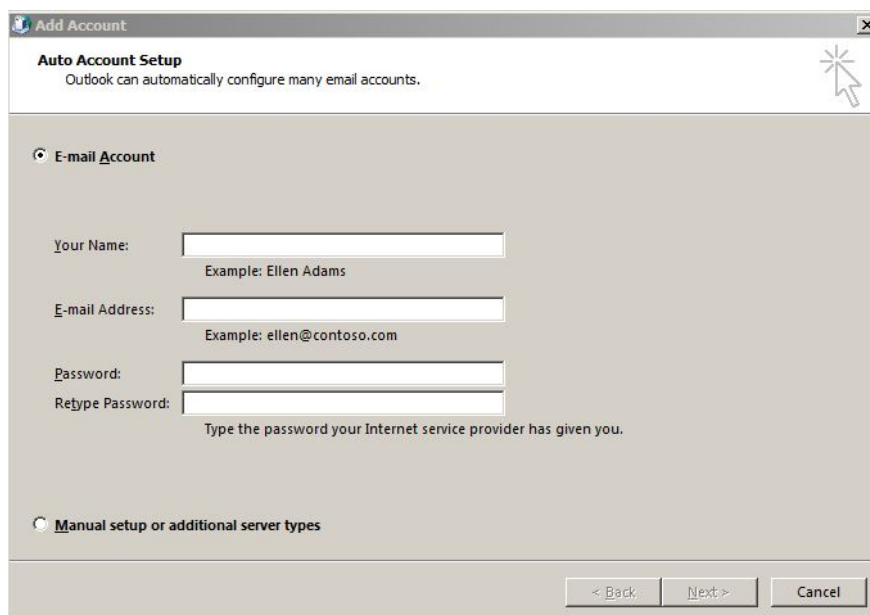 Add Account
Auto Account Setup
Outlook can automatically configure many email accounts.
E-mail Account
Your Name:
Example: Ellen Adams
E-mail Address:
Example: ellen@contoso.com
Password:
Retype Password:
Type the password your Internet service provider has given you.
Manual setup or additional server types
< Back Next > Cancel